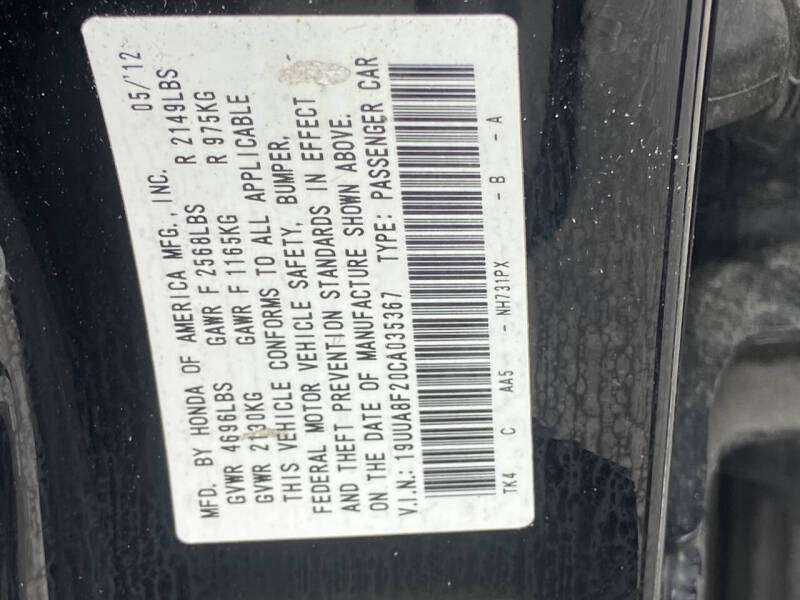 MFD. BY HONDA OF AMERICA MFG., INC. 05/'12
GVWR 4696LBS GAWR F 2568LBS R 2149LBS
GVWR 2130KG GAWR F 1165KG R 975KG
THIS VEHICLE CONFORMS TO ALL APPLICABLE
FEDERAL MOTOR VEHICLE SAFETY, BUMPER,
AND THEFT PREVENTION STANDARDS IN EFFECT
ON THE DATE OF MANUFACTURE SHOWN ABOVE.
V.I.N.: 19UUA8F20CA035367 TYPE: PASSENGER CAR
TK4 C AA5 - NH731PX - B - A